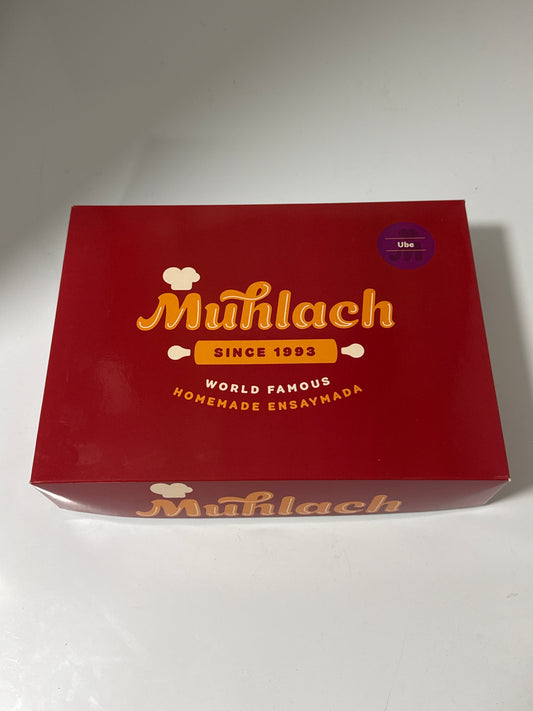 Ube
Muhlach
SINCE 1993
WORLD FAMOUS
HOMEMADE ENSAYMADA
Muhlach